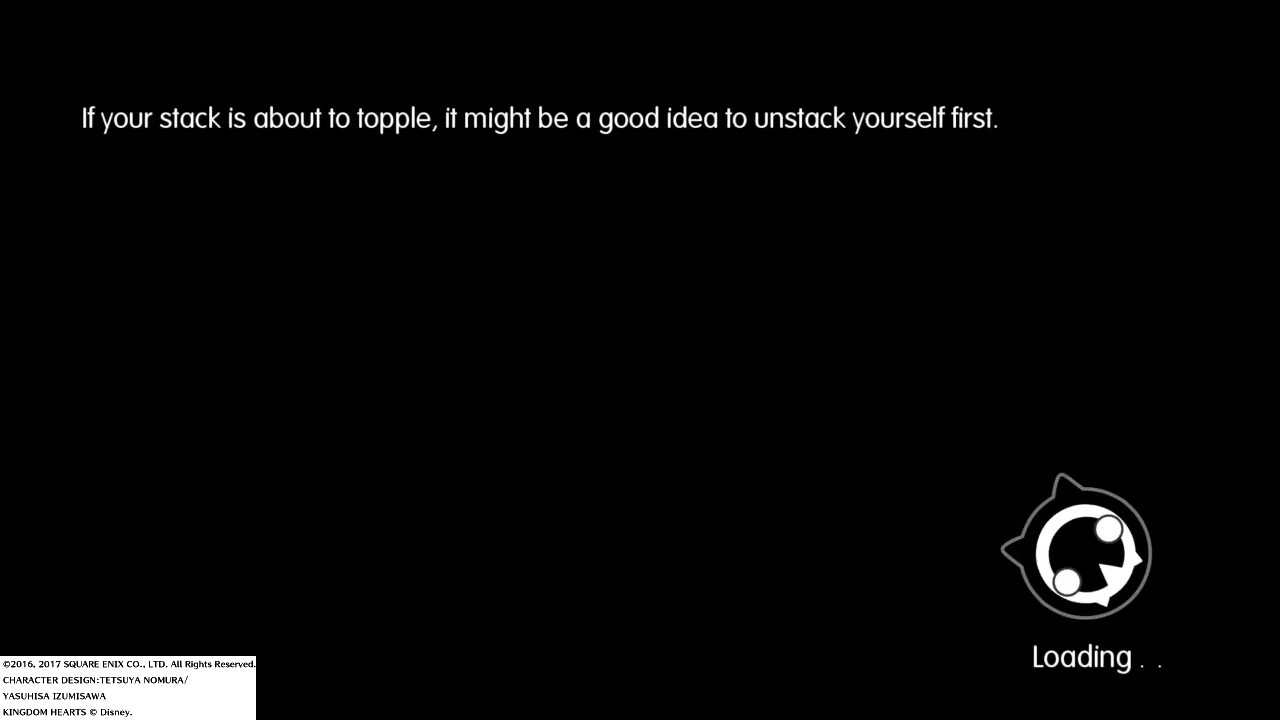 If your stack is about to topple, it might be a good idea to unstack yourself first.
Loading . .
©2016, 2017 SQUARE ENIX CO., LTD. All Rights Reserved.
CHARACTER DESIGN:TETSUYA NOMURA/
YASUHISA IZUMISAWA
KINGDOM HEARTS © Disney.